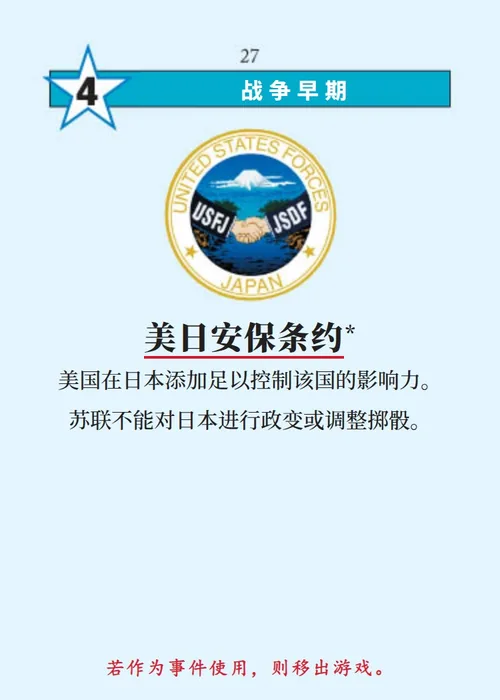 27
4
战争早期
UNITED STATES FORCES
USFJ
JSDF
JAPAN
美日安保条约*
美国在日本添加足以控制该国的影响力。
苏联不能对日本进行政变或调整掷骰。
若作为事件使用，则移出游戏。